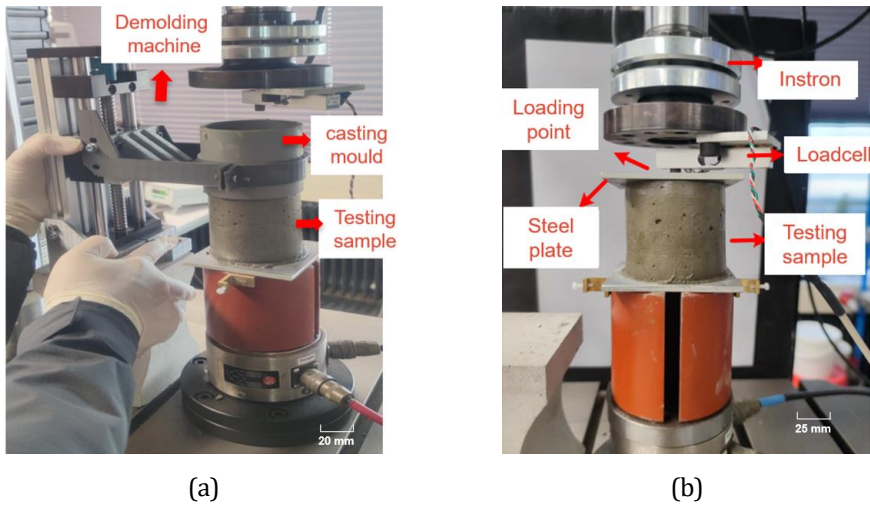 Demolding
machine
casting
mould
Testing
sample
20 mm
Instron
Loading
point
Loadcell
Steel
plate
Testing
sample
25 mm
(a)
(b)